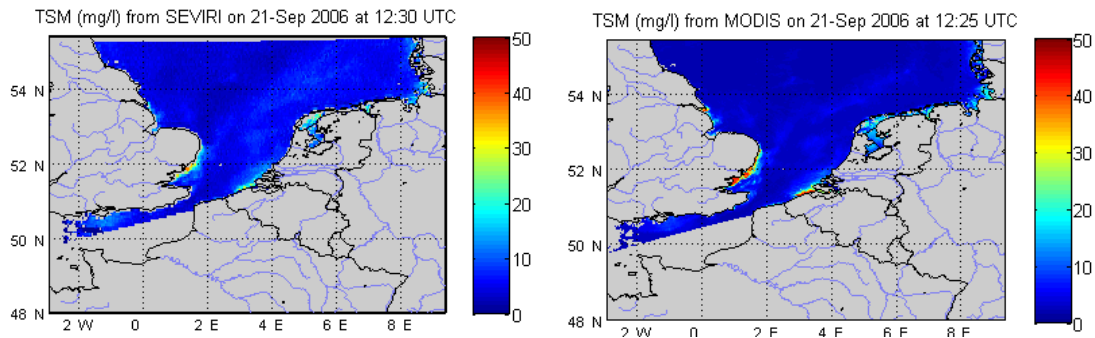 TSM (mg/l) from SEVIRI on 21-Sep 2006 at 12:30 UTC
50
40
30
20
10
0
54 N
52 N
50 N
48 N
2 W 0 2 E 4 E 6 E 8 E
TSM (mg/l) from MODIS on 21-Sep 2006 at 12:25 UTC
50
40
30
20
10
0
54 N
52 N
50 N
48 N
2 W 0 2 E 4 E 6 E 8 E